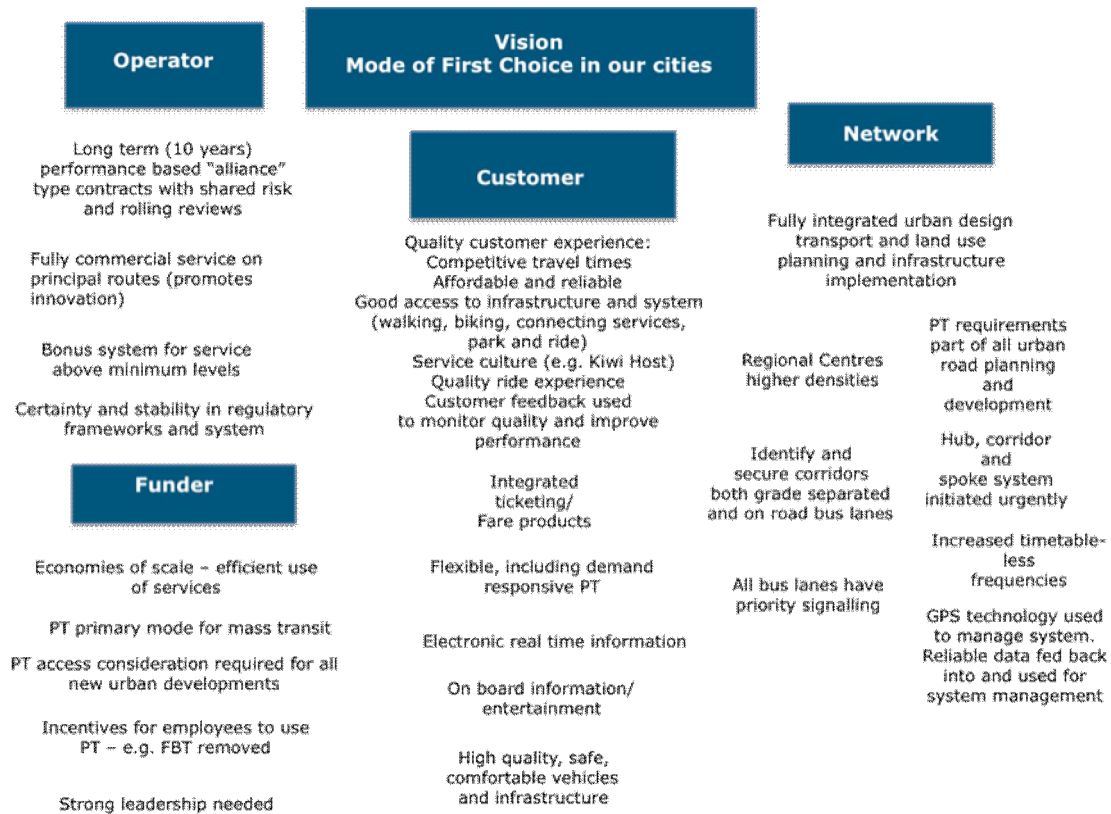 Operator
Vision
Mode of First Choice in our cities
Network
Customer
Long term (10 years)
performance based “alliance”
type contracts with shared risk
and rolling reviews
Fully commercial service on
principal routes (promotes
innovation)
Bonus system for service
above minimum levels
Certainty and stability in regulatory
frameworks and system
Funder
Economies of scale – efficient use
of services
PT primary mode for mass transit
PT access consideration required for all
new urban developments
Incentives for employees to use
PT – e.g. FBT removed
Strong leadership needed
Quality customer experience:
Competitive travel times
Affordable and reliable
Good access to infrastructure and system
(walking, biking, connecting services,
park and ride)
Service culture (e.g. Kiwi Host)
Quality ride experience
Customer feedback used
to monitor quality and improve
performance
Integrated
ticketing/
Fare products
Flexible, including demand
responsive PT
Electronic real time information
On board information/
entertainment
High quality, safe,
comfortable vehicles
and infrastructure
Fully integrated urban design
transport and land use
planning and infrastructure
implementation
Regional Centres
higher densities
Identify and
secure corridors
both grade separated
and on road bus lanes
All bus lanes have
priority signalling
PT requirements
part of all urban
road planning
and
development
Hub, corridor
and
spoke system
initiated urgently
Increased timetable-
less
frequencies
GPS technology used
to manage system.
Reliable data fed back
into and used for
system management